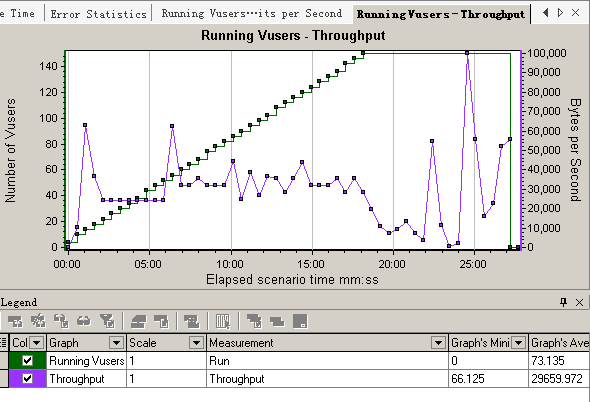 e Time
Error Statistics
Running Vusers…its per Second
Running Vusers - Throughput
Running Vusers - Throughput
Number of Vusers
140
120
100
80
60
40
20
0
100,000
90,000
80,000
70,000
60,000
50,000
40,000
30,000
20,000
10,000
0
Bytes per Second
00:00 05:00 10:00 15:00 20:00 25:00
Elapsed scenario time mm:ss
Legend
Col Graph Scale Measurement Graph's Mini Graph's Ave
Running Vusers 1 Run 0 73.135
Throughput 1 Throughput 66.125 29659.972